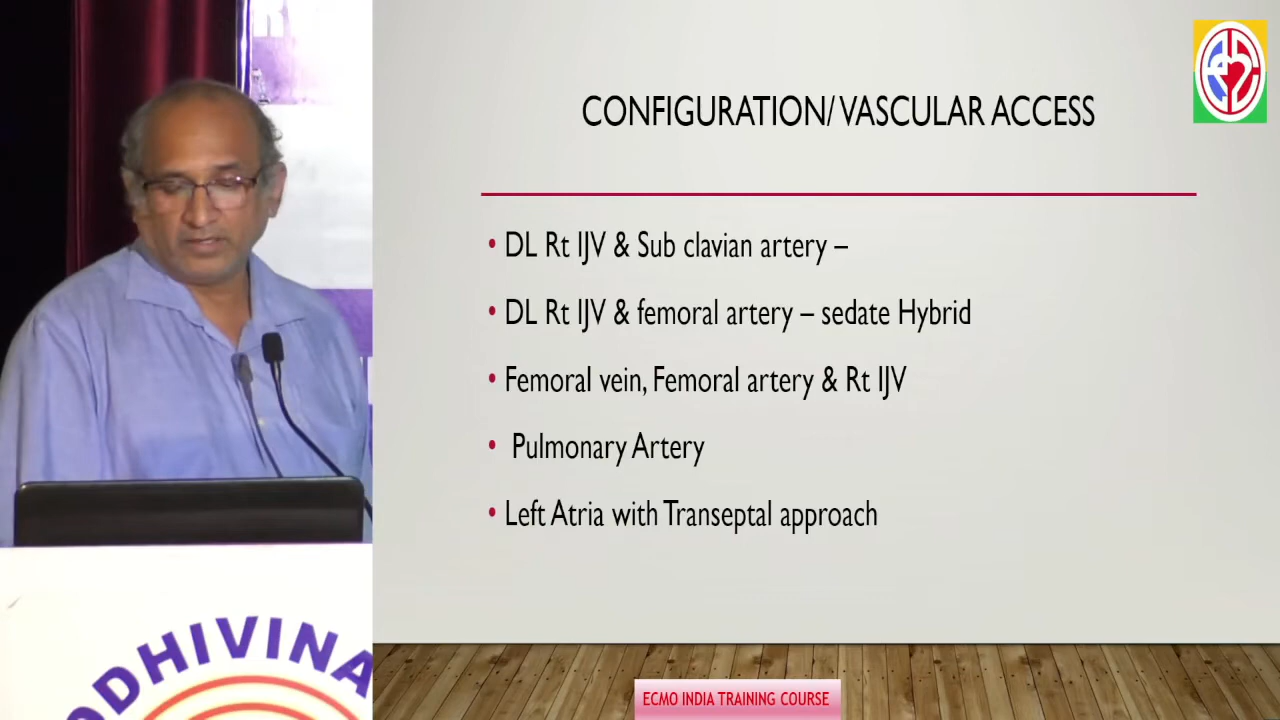 CONFIGURATION/ VASCULAR ACCESS
• DL Rt IJV & Sub clavian artery –
• DL Rt IJV & femoral artery – sedate Hybrid
• Femoral vein, Femoral artery & Rt IJV
• Pulmonary Artery
• Left Atria with Transeptal approach
ECMO INDIA TRAINING COURSE
ODHIVINA